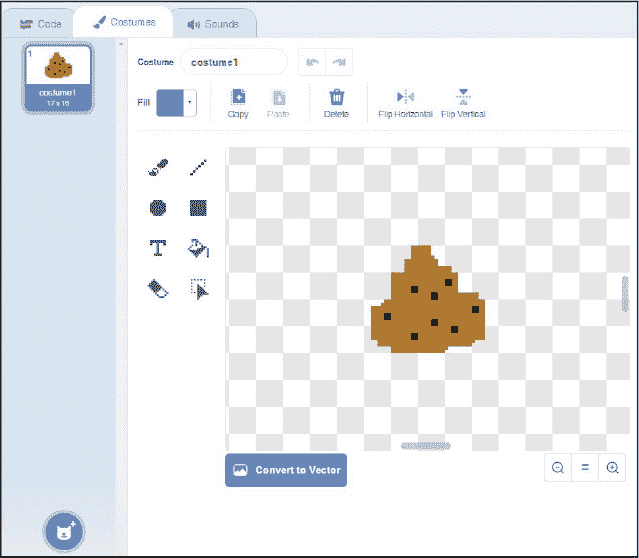 Code Costumes Sounds
1
costume1
17 x 16
Costume costume1
Fill Copy Paste Delete Flip Horizontal Flip Vertical
T
Convert to Vector